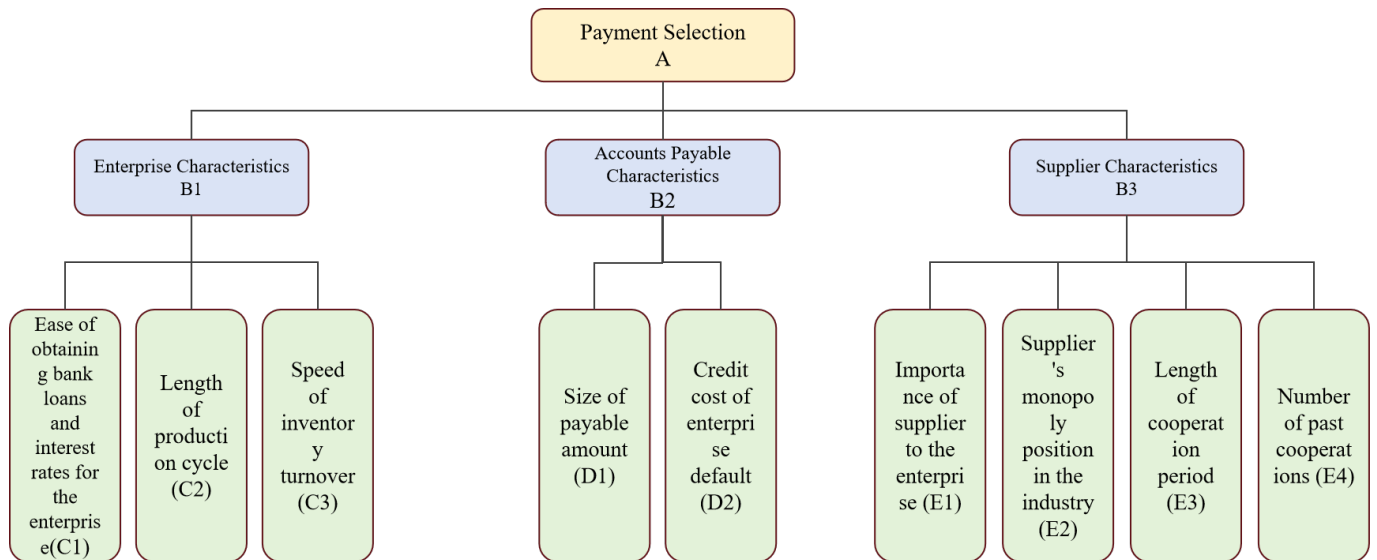 Payment Selection
A
Enterprise Characteristics
B1
Accounts Payable
Characteristics
B2
Supplier Characteristics
B3
Ease of
obtainin
g bank
loans
and
interest
rates for
the
enterpris
e(C1)
Length
of
producti
on cycle
(C2)
Speed
of
inventor
y
turnover
(C3)
Size of
payable
amount
(D1)
Credit
cost of
enterpri
se
default
(D2)
Importa
nce of
supplier
to the
enterpri
se (E1)
Supplier
's
monopo
ly
position
in the
industry
(E2)
Length
of
cooperat
ion
period
(E3)
Number
of past
cooperat
ions (E4)